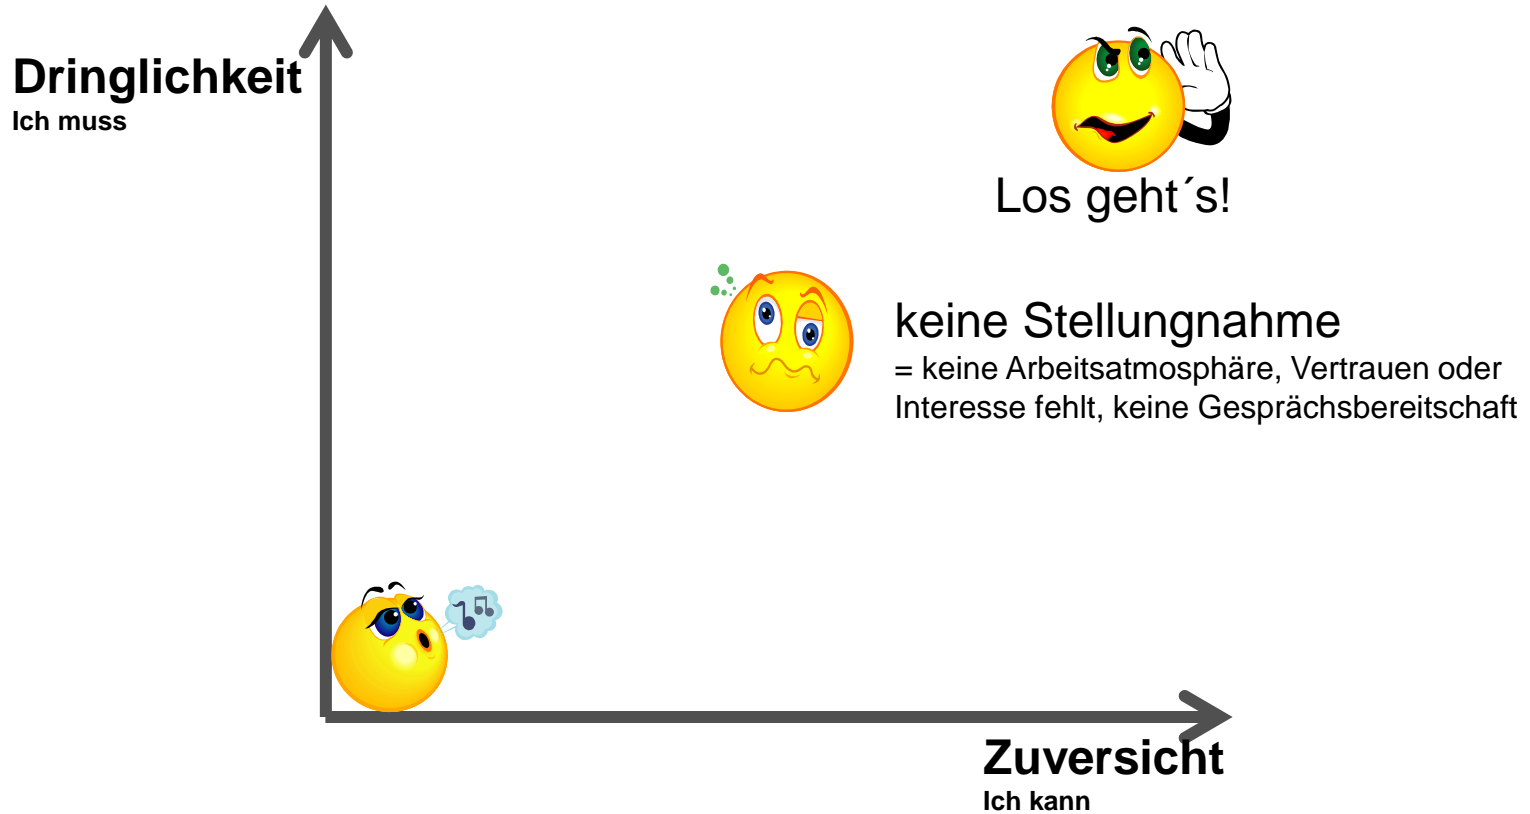 Dringlichkeit
Ich muss
Los geht´s!
keine Stellungnahme
= keine Arbeitsatmosphäre, Vertrauen oder
Interesse fehlt, keine Gesprächsbereitschaft
Zuversicht
Ich kann